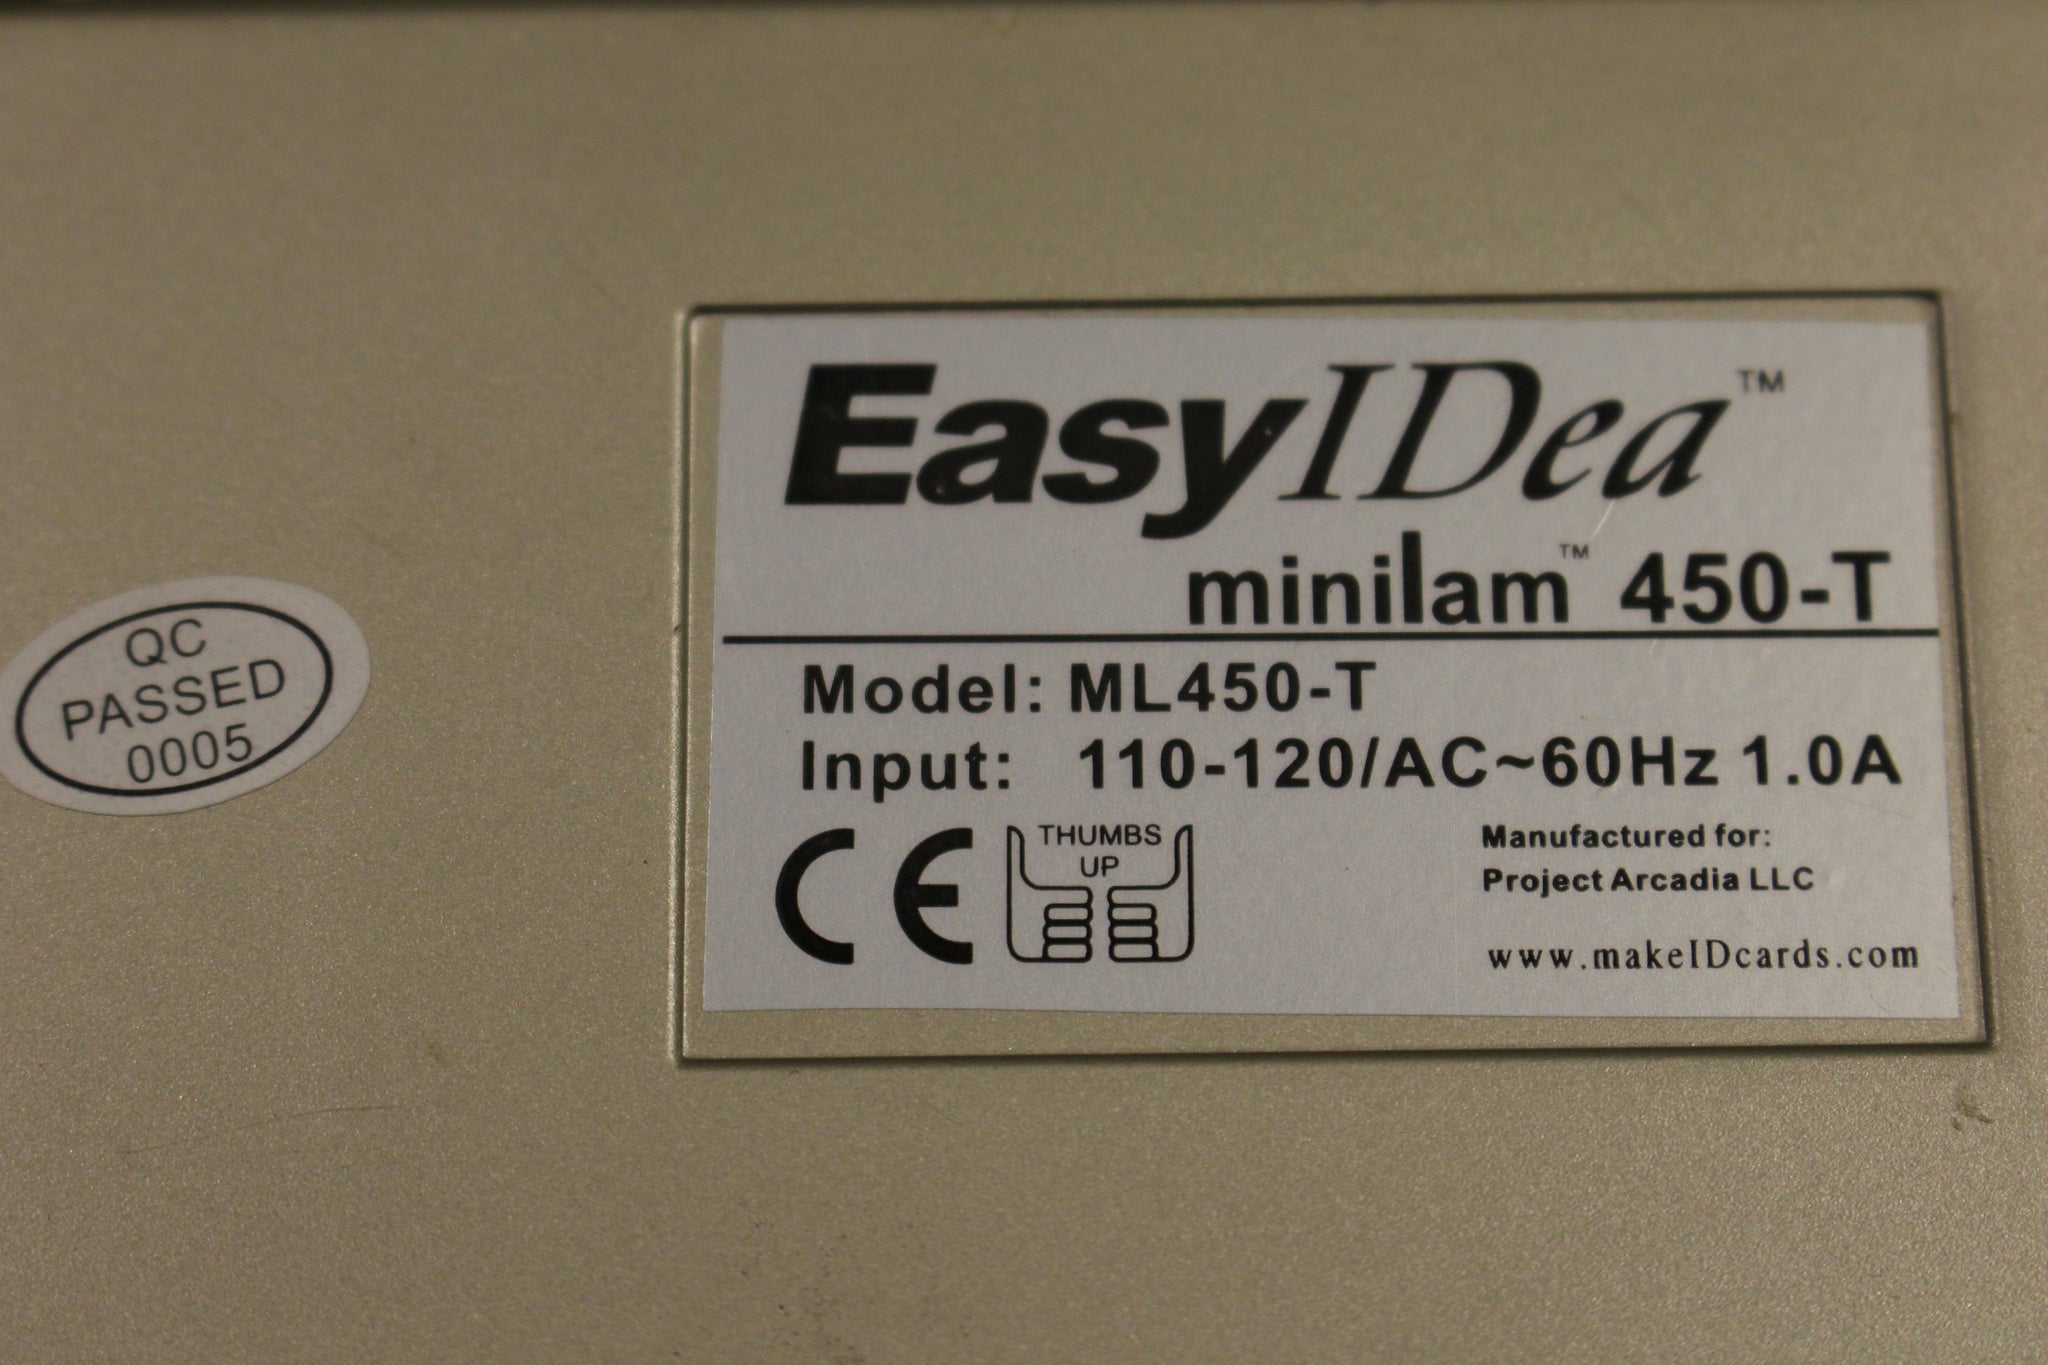 EasyIDea™
minilam™ 450-T
Model: ML450-T
Input: 110-120/AC~60Hz 1.0A
CE
THUMBS
UP
Manufactured for:
Project Arcadia LLC
www.makeIDcards.com
QC
PASSED
0005